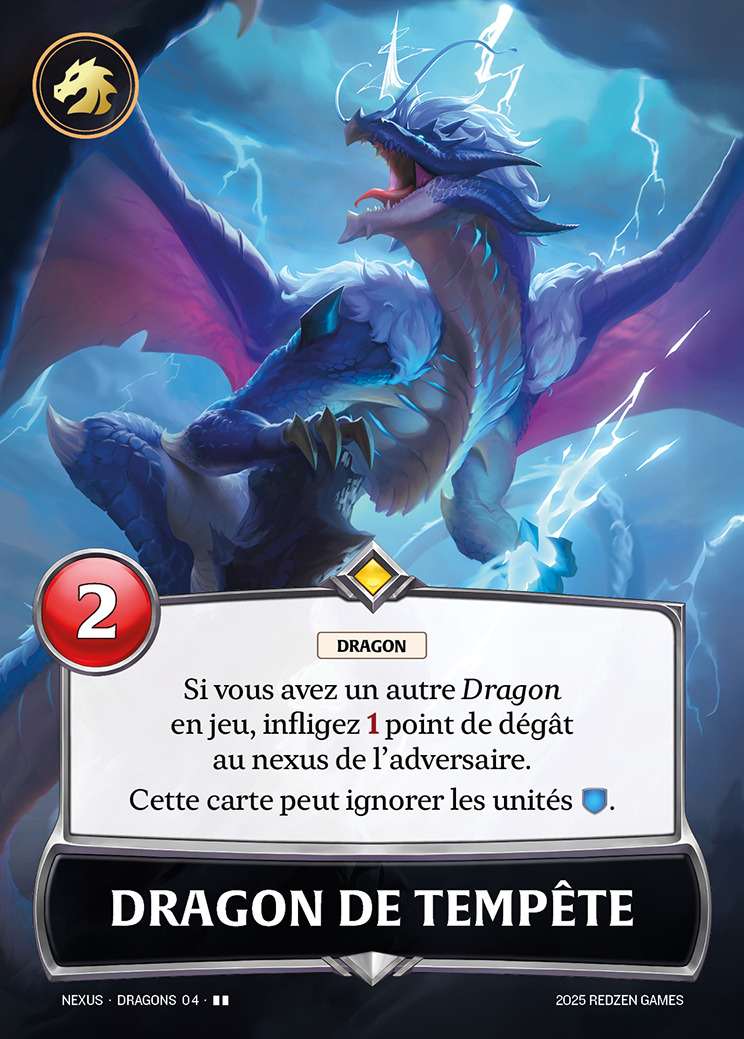 2
DRAGON
Si vous avez un autre Dragon
en jeu, infligez 1 point de dégât
au nexus de l’adversaire.
Cette carte peut ignorer les unités .
DRAGON DE TEMPÊTE
NEXUS · DRAGONS 04 ·
2025 REDZEN GAMES